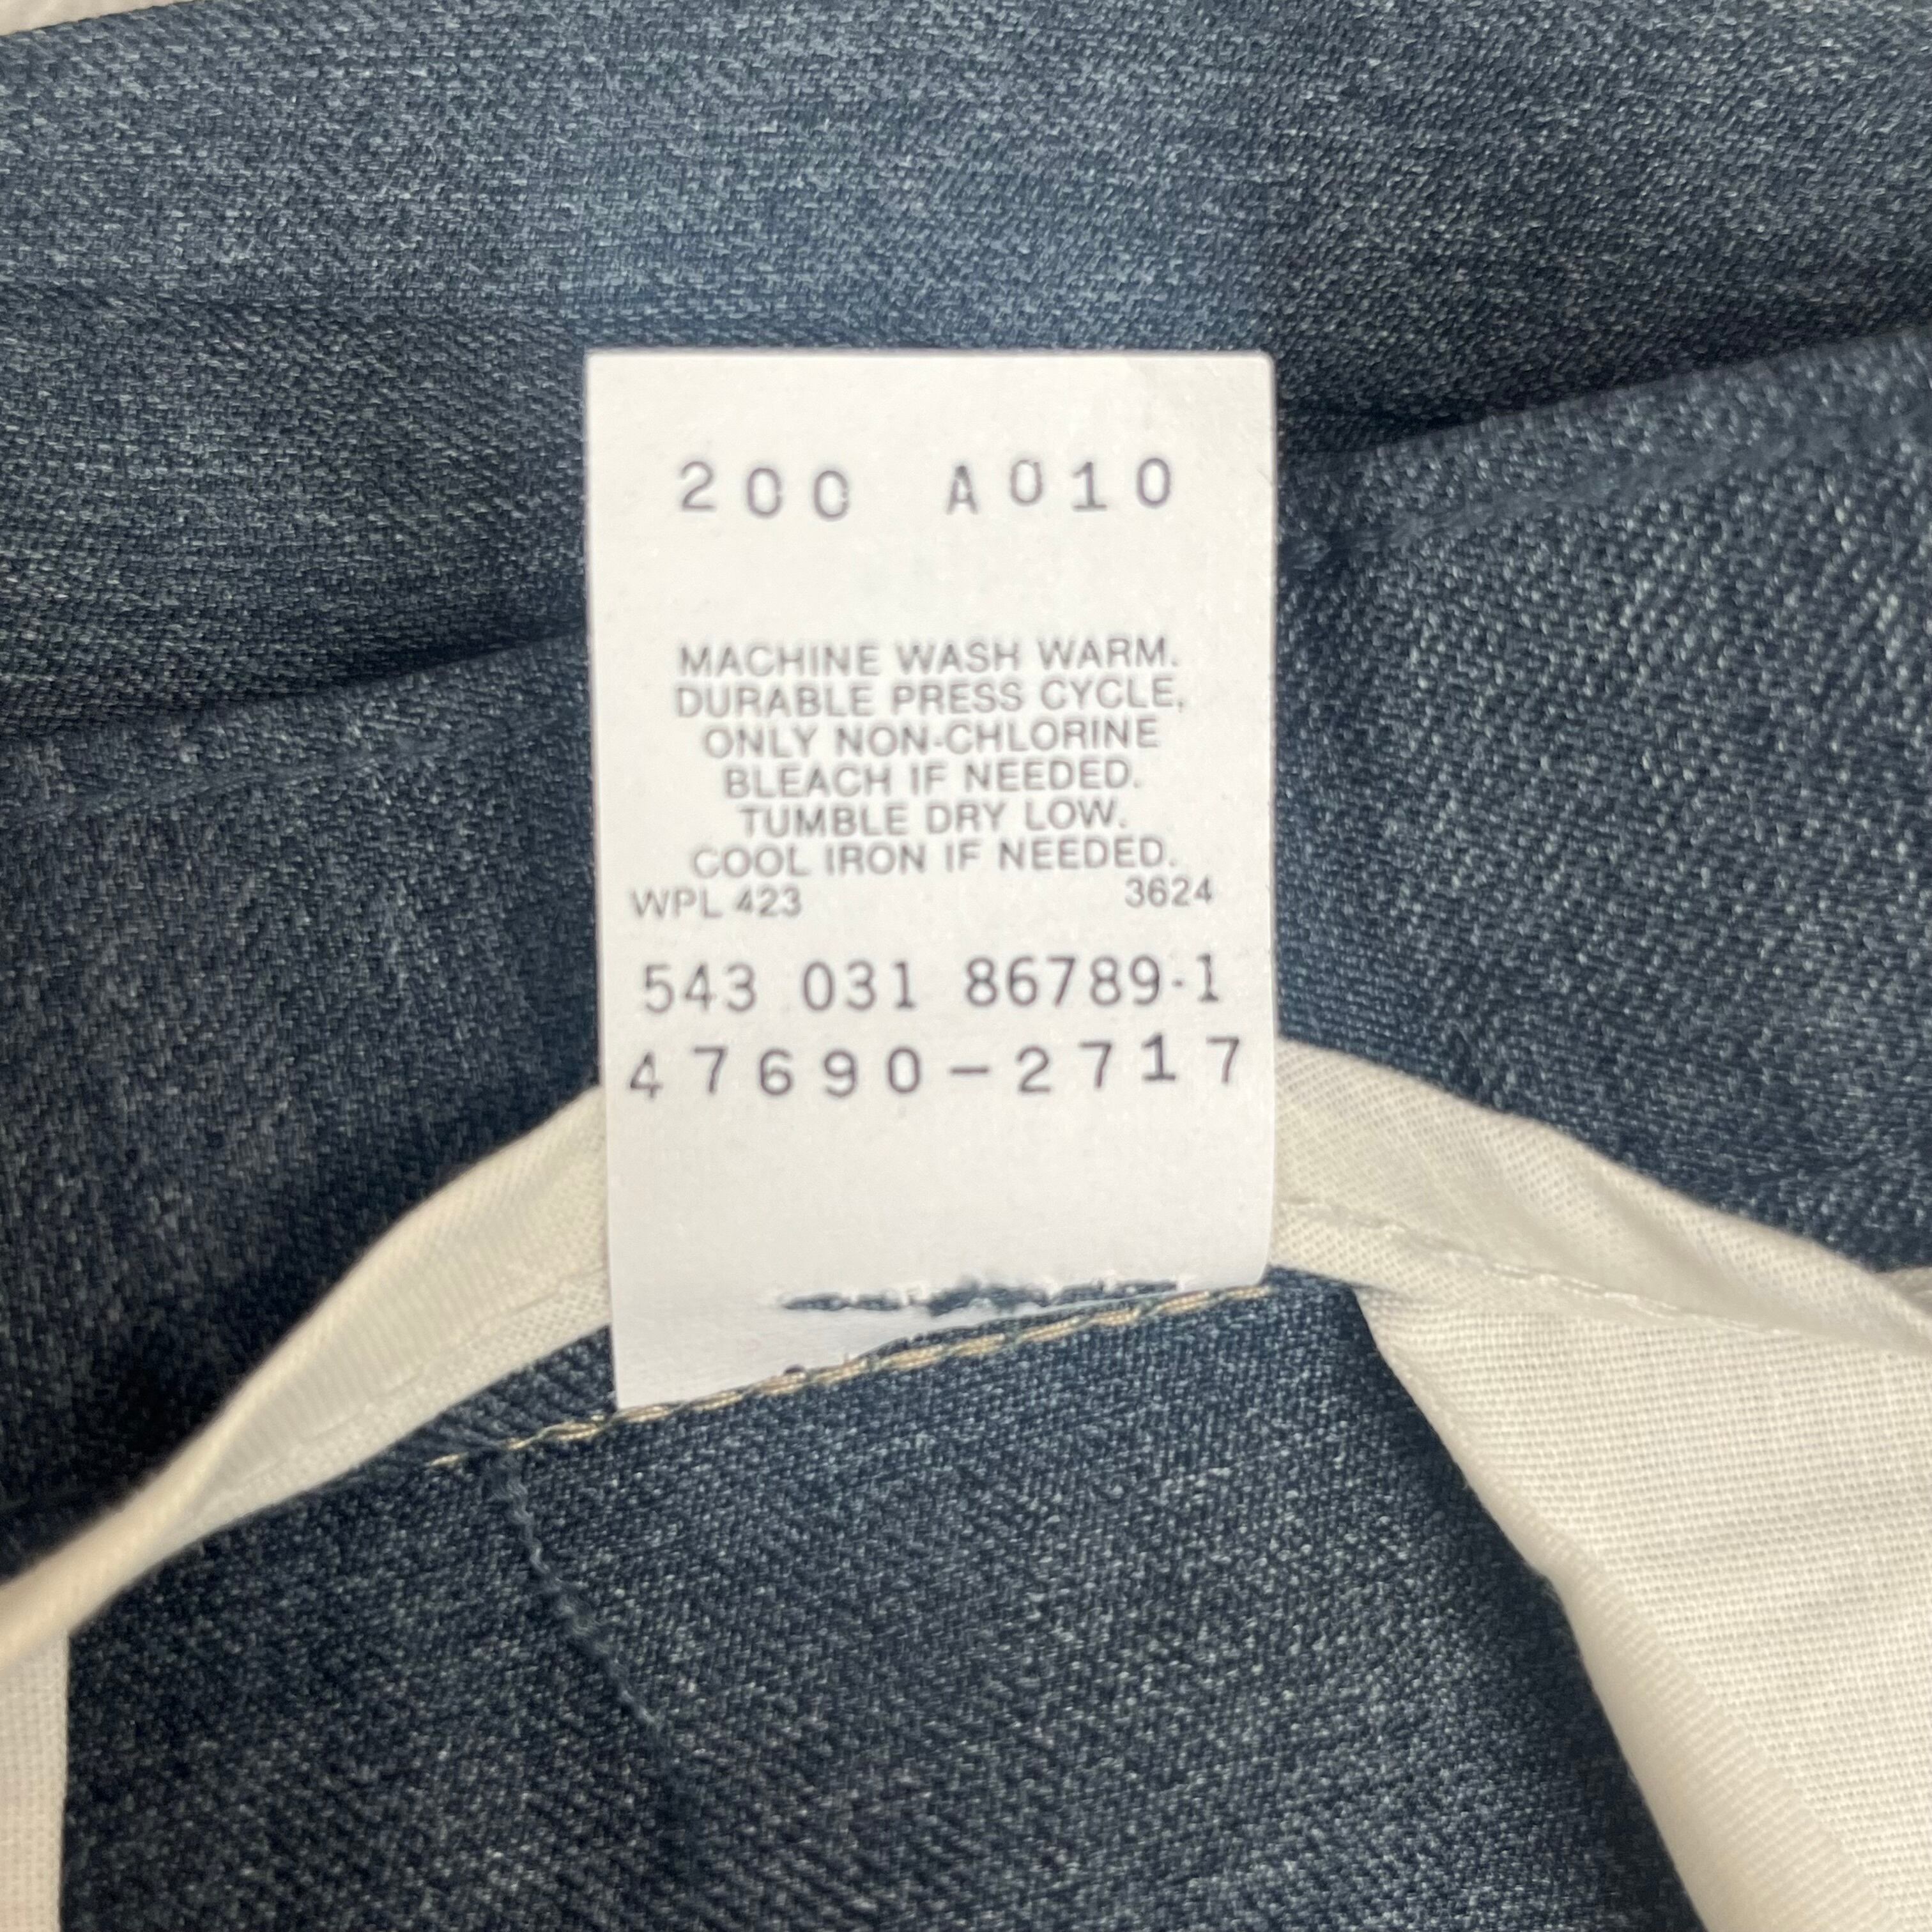 200 A010
MACHINE WASH WARM.
DURABLE PRESS CYCLE,
ONLY NON-CHLORINE
BLEACH IF NEEDED.
TUMBLE DRY LOW.
COOL IRON IF NEEDED.
WPL 423 3624
543 031 86789-1
47690-2717